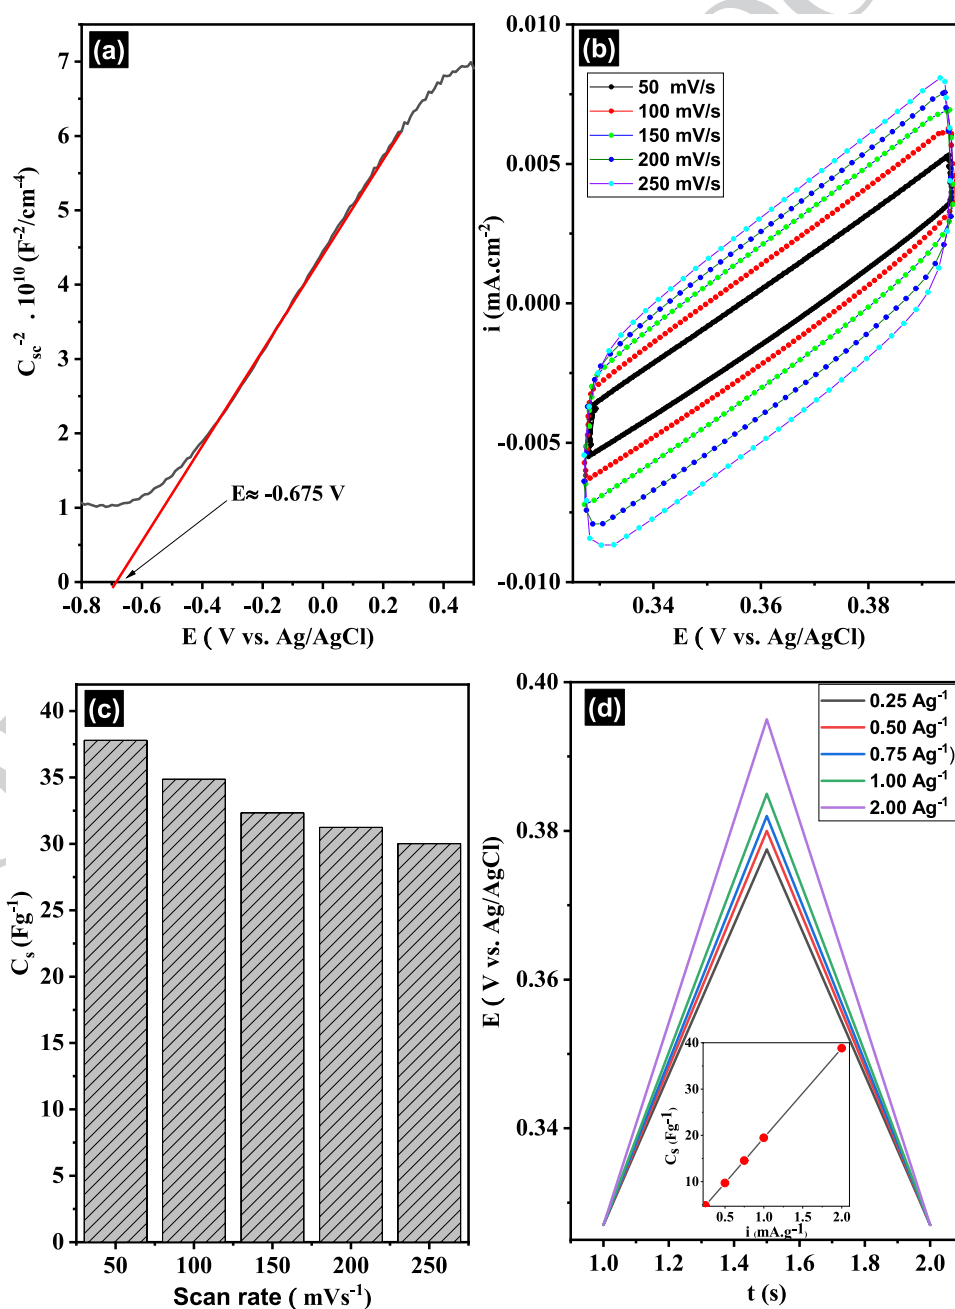 (a)
7
6
5
4
3
2
1
0
C_sc^-2 . 10^10 (F^-2/cm^-4)
E≈ -0.675 V
-0.8 -0.6 -0.4 -0.2 0.0 0.2 0.4
E ( V vs. Ag/AgCl)
(b)
0.010
0.005
0.000
-0.005
-0.010
i (mA.cm^-2)
50 mV/s
100 mV/s
150 mV/s
200 mV/s
250 mV/s
0.34 0.36 0.38
E ( V vs. Ag/AgCl)
(c)
40
35
30
25
20
15
10
5
0
C_s (Fg^-1)
50 100 150 200 250
Scan rate ( mVs^-1)
(d)
0.40
0.38
0.36
0.34
E ( V vs. Ag/AgCl)
0.25 Ag^-1
0.50 Ag^-1
0.75 Ag^-1)
1.00 Ag^-1
2.00 Ag^-1
40
30
20
10
C_s (Fg^-1)
0.5 1.0 1.5 2.0
i (mA.g^-1)
1.0 1.2 1.4 1.6 1.8 2.0
t (s)